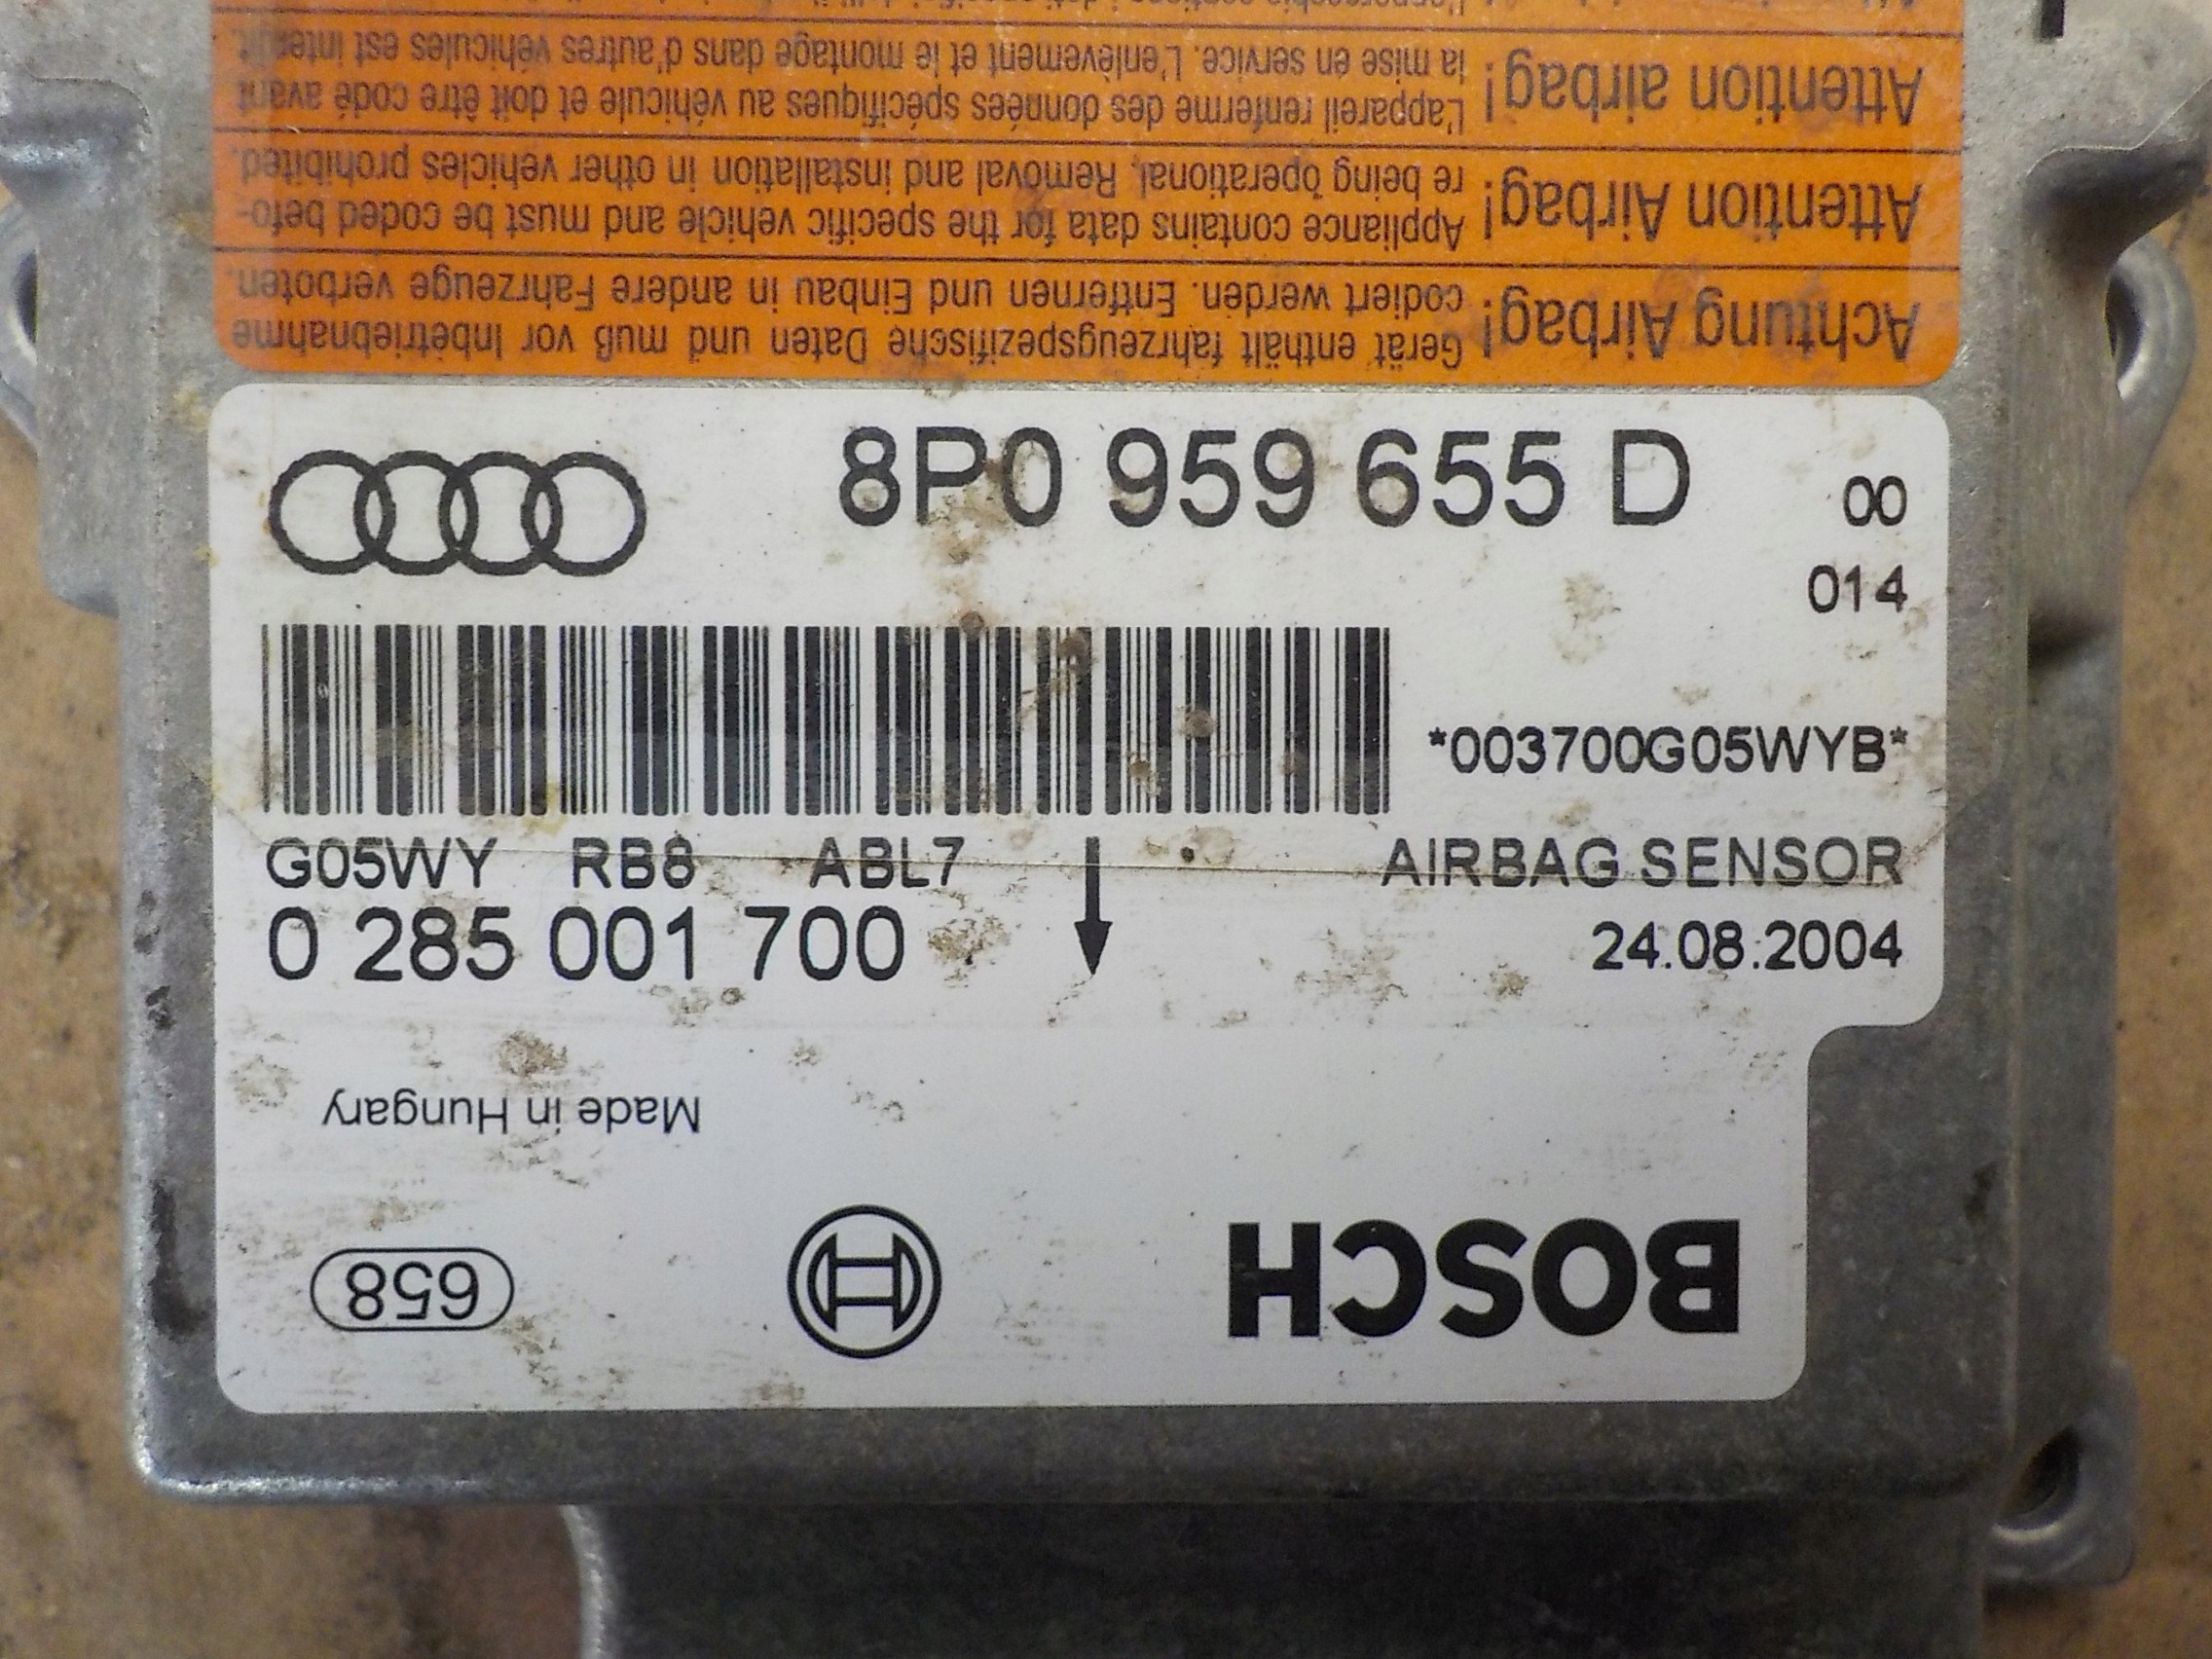 la mise en service. L'enlèvement et le montage dans d'autres véhicules est interdit.
Attention airbag! L'appareil renferme des données spécifiques au véhicule et doit être codé avant
re being operational, Removal and installation in other vehicles prohibited.
Attention Airbag! Appliance contains data for the specific vehicle and must be coded befo-
codiert werden. Entfernen und Einbau in andere Fahrzeuge verboten.
Achtung Airbag! Gerät enthält fahrzeugspezifische Daten und muß vor Inbetriebnahme
8P0 959 655 D
00
014
*003700G05WYB*
G05WY RB8 ABL7 AIRBAG SENSOR
0 285 001 700 24.08.2004
Made in Hungary
658 BOSCH